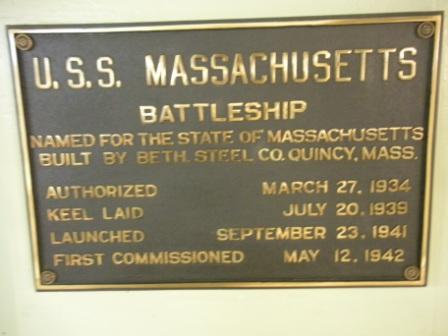 U.S.S. MASSACHUSETTS
BATTLESHIP
NAMED FOR THE STATE OF MASSACHUSETTS
BUILT BY BETH. STEEL CO. QUINCY, MASS.
AUTHORIZED MARCH 27, 1934
KEEL LAID JULY 20, 1939
LAUNCHED SEPTEMBER 23, 1941
FIRST COMMISSIONED MAY 12, 1942